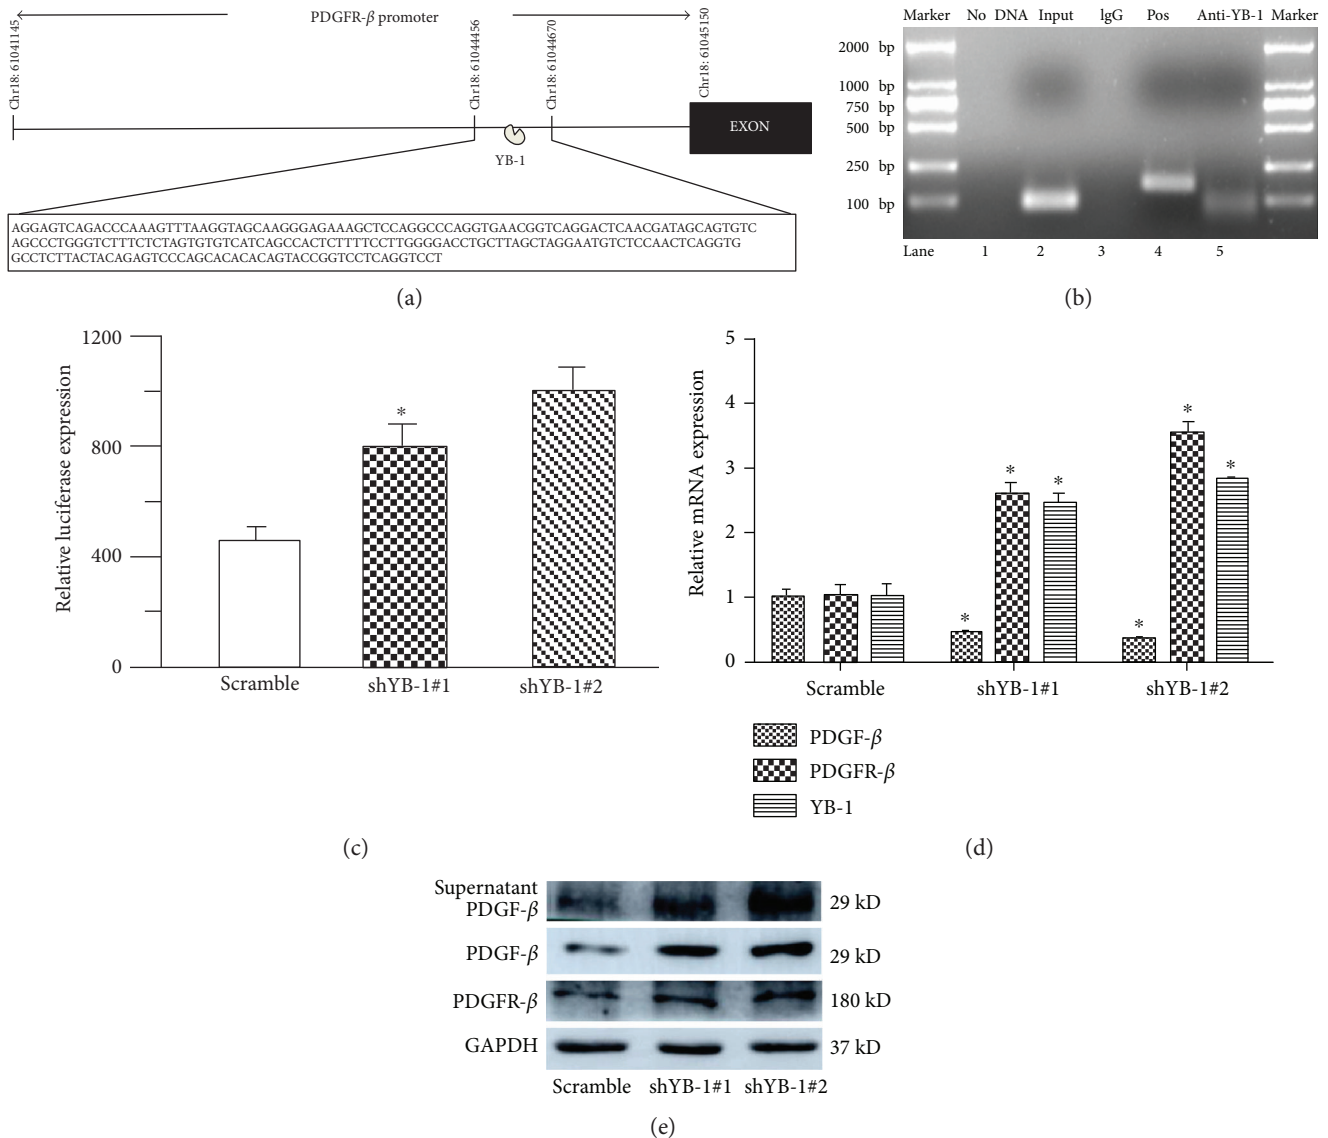 PDGFR-β promoter
Chr18: 61041145
Chr18: 61044456
Chr18: 61044670
Chr18: 61045150
EXON
YB-1
AGGAGTCAGACCCAAAGTTTAAGGTAGCAAGGGAGAAAGCTCCAGGCCCAGGTGAACGGTCAGGACTCAACGATAGCAGTGTC
AGCCCTGGGTCTTTCTCTAGTGTGTCATCAGCCACTCTTTTCCTTGGGGACCTGCTTAGCTAGGAATGTCTCCAACTCAGGTG
GCCTCTTACTACAGAGTCCCAGCACACACAGTACCGGTCCTCAGGTCCT
(a)
Marker No DNA Input lgG Pos Anti-YB-1 Marker
2000 bp
1000 bp
750 bp
500 bp
250 bp
100 bp
Lane 1 2 3 4 5
(b)
Relative luciferase expression
1200
800
400
0
*
Scramble shYB-1#1 shYB-1#2
(c)
Relative mRNA expression
5
4
3
2
1
0
* * *
* * *
Scramble shYB-1#1 shYB-1#2
PDGF-β
PDGFR-β
YB-1
(d)
Supernatant
PDGF-β 29 kD
PDGF-β 29 kD
PDGFR-β 180 kD
GAPDH 37 kD
Scramble shYB-1#1 shYB-1#2
(e)